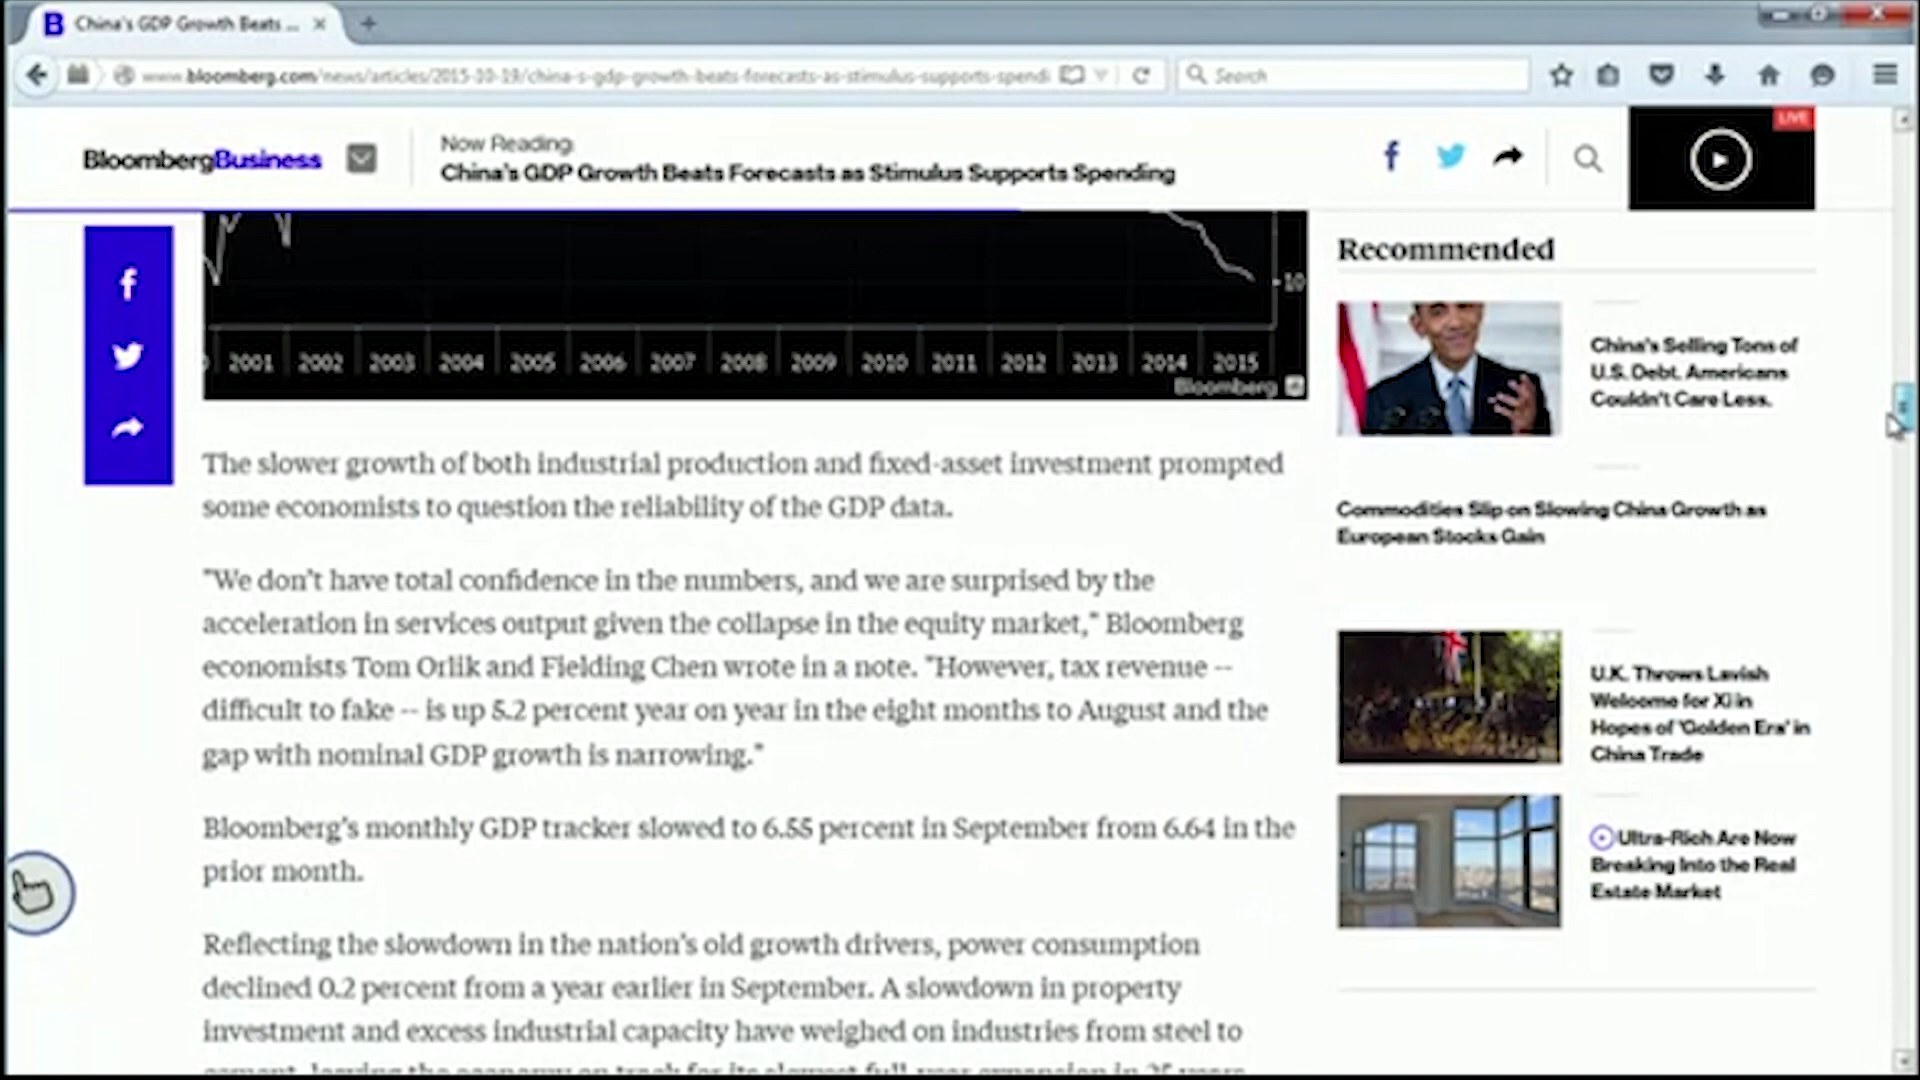 China's GDP Growth Beats ...
www.bloomberg.com/news/articles/2015-10-19/china-s-gdp-growth-beats-forecasts-as-stimulus-supports-spendi
Search
BloombergBusiness
Now Reading:
China's GDP Growth Beats Forecasts as Stimulus Supports Spending
LIVE
10
2001 2002 2003 2004 2005 2006 2007 2008 2009 2010 2011 2012 2013 2014 2015
Bloomberg
The slower growth of both industrial production and fixed-asset investment prompted
some economists to question the reliability of the GDP data.
"We don't have total confidence in the numbers, and we are surprised by the
acceleration in services output given the collapse in the equity market," Bloomberg
economists Tom Orlik and Fielding Chen wrote in a note. "However, tax revenue --
difficult to fake -- is up 5.2 percent year on year in the eight months to August and the
gap with nominal GDP growth is narrowing."
Bloomberg's monthly GDP tracker slowed to 6.55 percent in September from 6.64 in the
prior month.
Reflecting the slowdown in the nation's old growth drivers, power consumption
declined 0.2 percent from a year earlier in September. A slowdown in property
investment and excess industrial capacity have weighed on industries from steel to
Recommended
China's Selling Tons of
U.S. Debt. Americans
Couldn't Care Less.
Commodities Slip on Slowing China Growth as
European Stocks Gain
U.K. Throws Lavish
Welcome for Xi in
Hopes of 'Golden Era' in
China Trade
Ultra-Rich Are Now
Breaking Into the Real
Estate Market